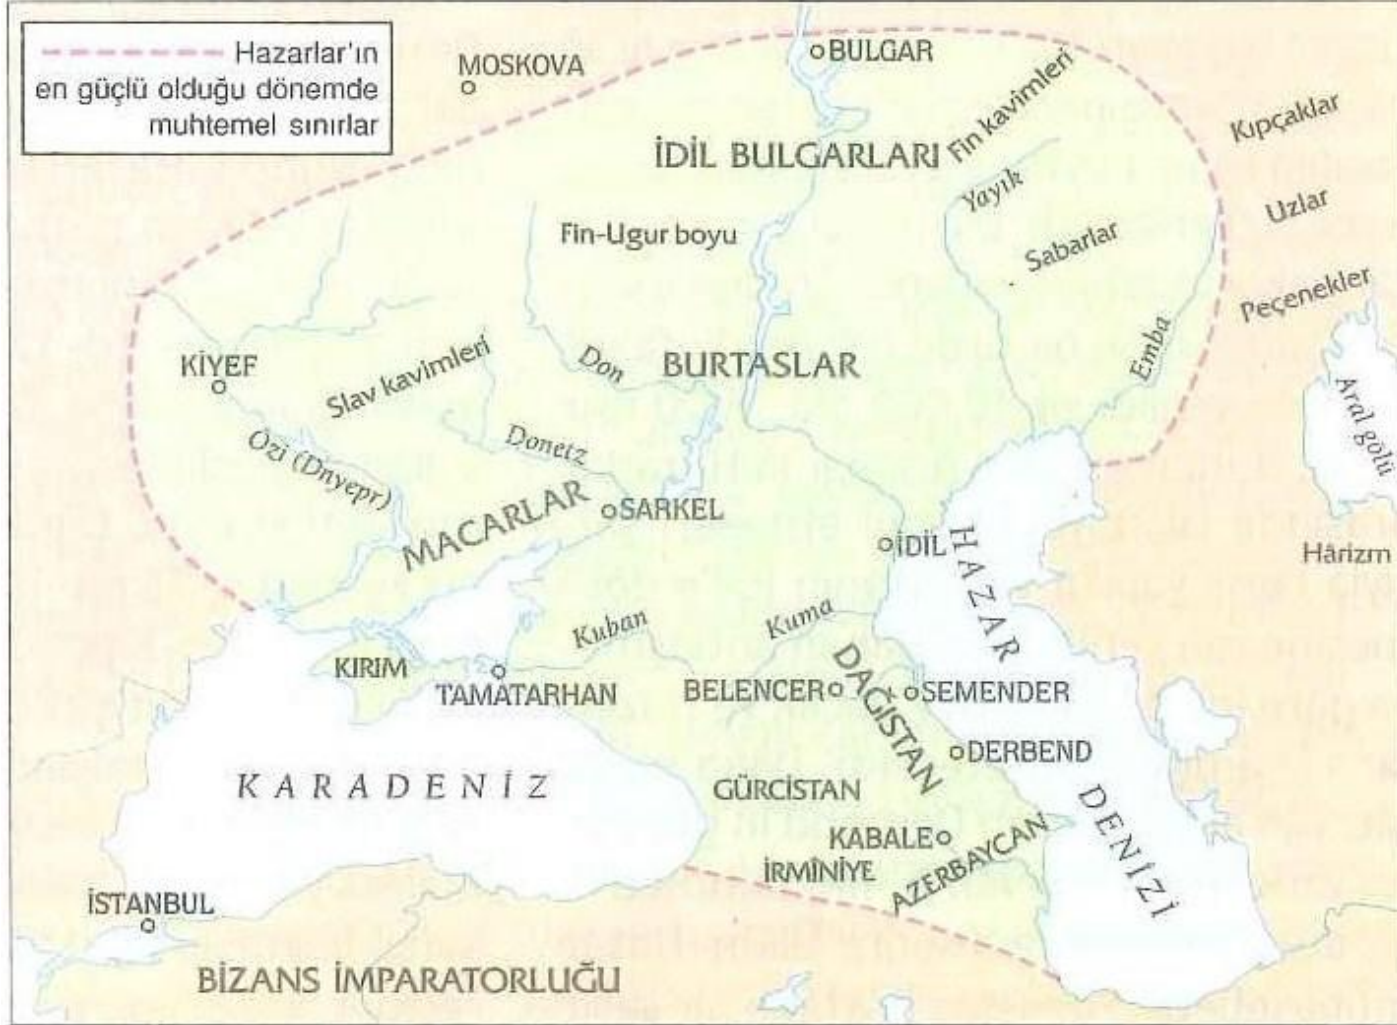 Hazarlar'ın
en güçlü olduğu dönemde
muhtemel sınırlar
MOSKOVA
BULGAR
Fin kavimleri
Kıpçaklar
İDİL BULGARLARI
Yayık
Uzlar
Fin-Ugur boyu
Sabarlar
Peçenekler
KİYEF
Slav kavimleri
Don
BURTASLAR
Emba
Aral gölü
Özi (Dnyepr)
Donetz
MACARLAR
SARKEL
İDİL
HAZAR DENİZİ
Hârizm
Kuban
Kuma
KIRIM
TAMATARHAN
BELENCER
DAĞISTAN
SEMENDER
DERBEND
KARADENİZ
GÜRCİSTAN
KABALE
İRMÎNİYE
AZERBAYCAN
İSTANBUL
BİZANS İMPARATORLUĞU